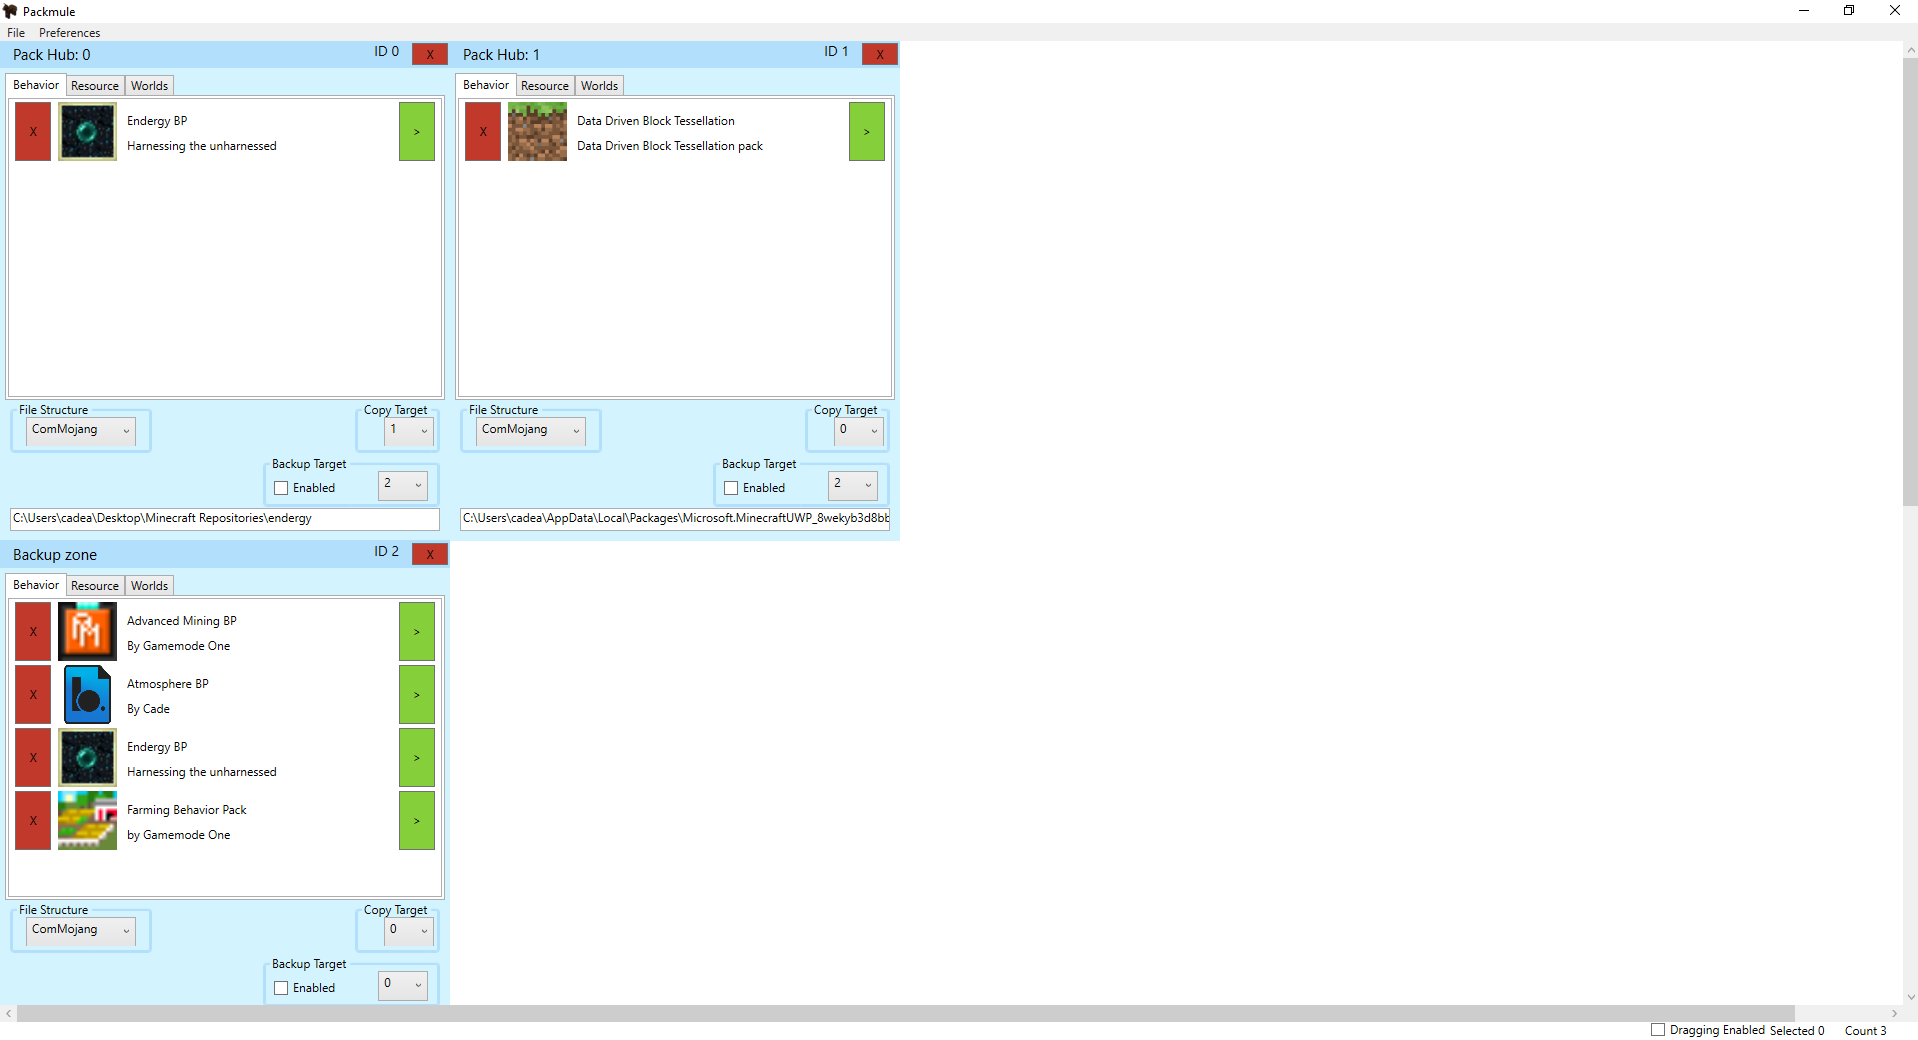 Packmule
File Preferences
Pack Hub: 0 ID 0 X
Behavior Resource Worlds
X Endergy BP >
Harnessing the unharnessed
File Structure
ComMojang
Copy Target
1
Backup Target
Enabled 2
C:\Users\cadea\Desktop\Minecraft Repositories\endergy
Pack Hub: 1 ID 1 X
Behavior Resource Worlds
X Data Driven Block Tessellation >
Data Driven Block Tessellation pack
File Structure
ComMojang
Copy Target
0
Backup Target
Enabled 2
C:\Users\cadea\AppData\Local\Packages\Microsoft.MinecraftUWP_8wekyb3d8bb
Backup zone ID 2 X
Behavior Resource Worlds
X Advanced Mining BP >
By Gamemode One
X Atmosphere BP >
By Cade
X Endergy BP >
Harnessing the unharnessed
X Farming Behavior Pack >
by Gamemode One
File Structure
ComMojang
Copy Target
0
Backup Target
Enabled 0
Dragging Enabled Selected 0 Count 3